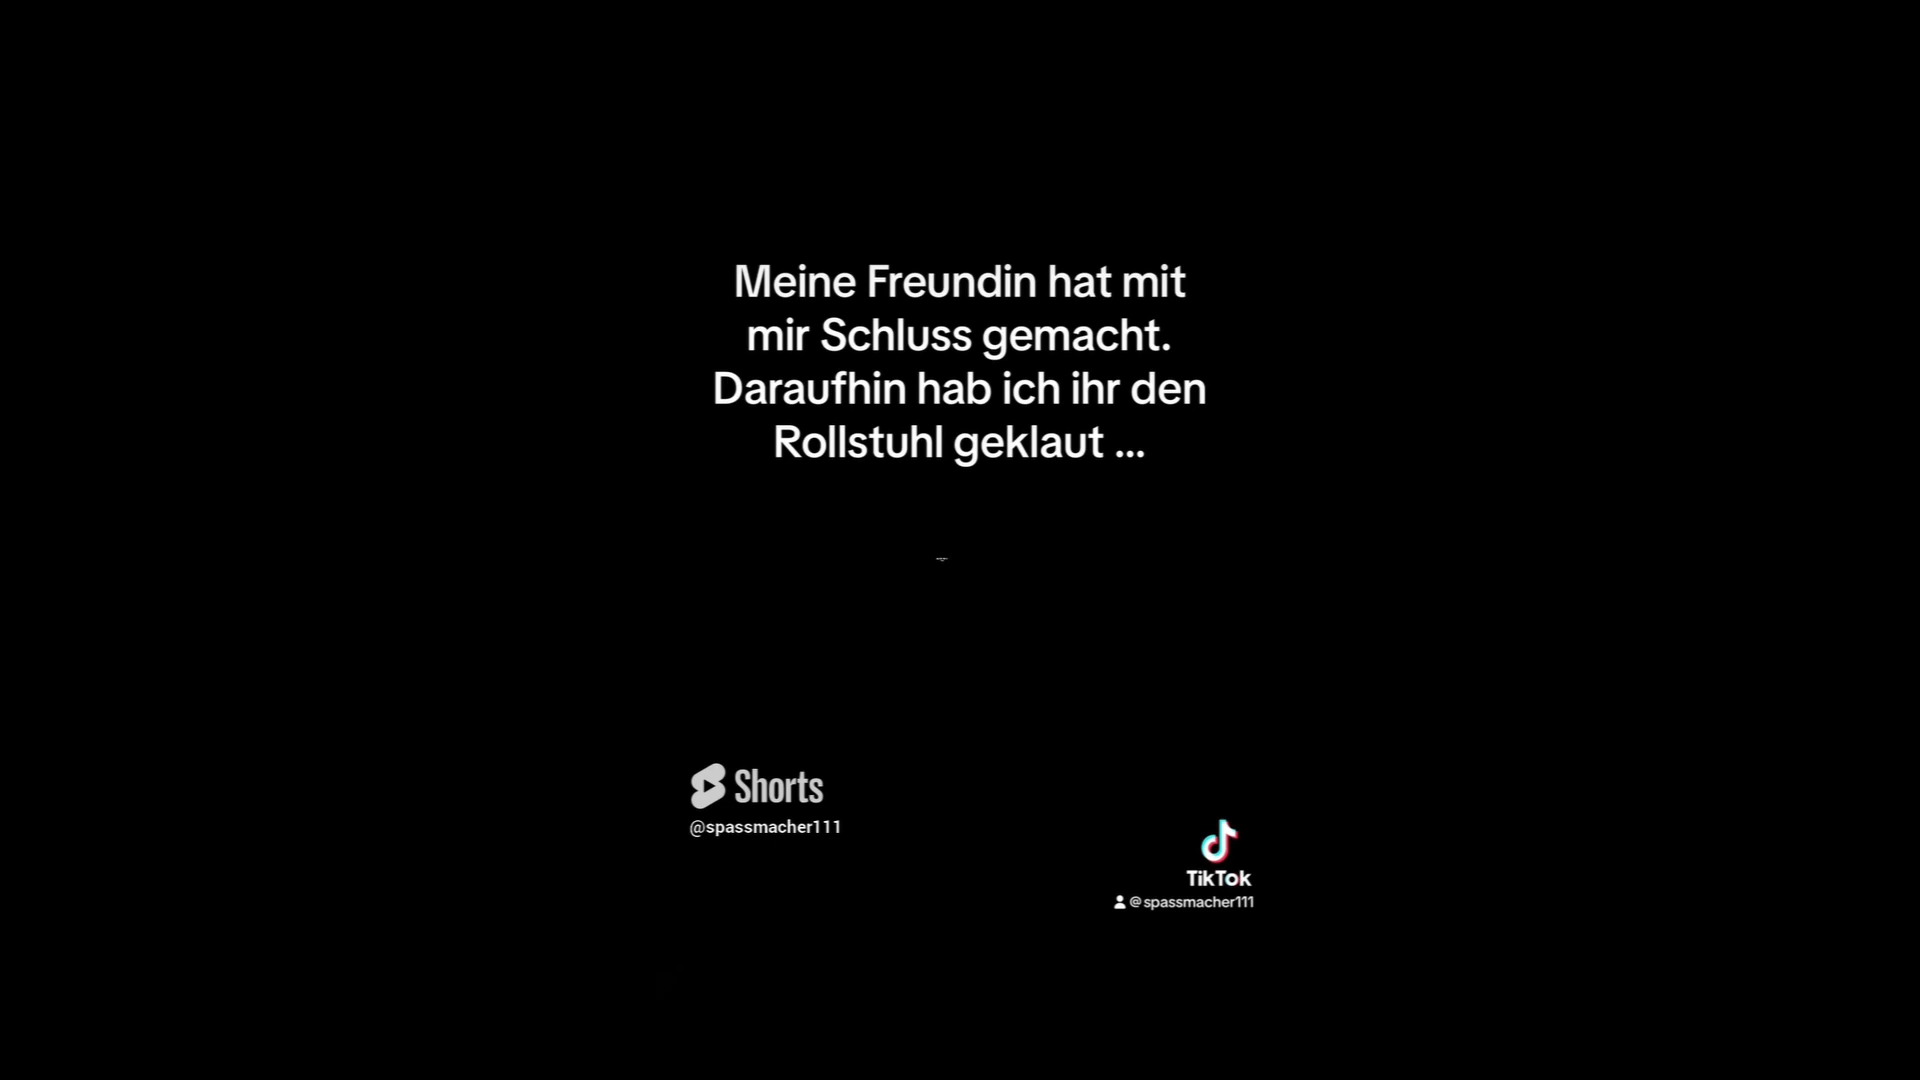 Meine Freundin hat mit
mir Schluss gemacht.
Daraufhin hab ich ihr den
Rollstuhl geklaut ...
Shorts
@spassmacher111
TikTok
@spassmacher111